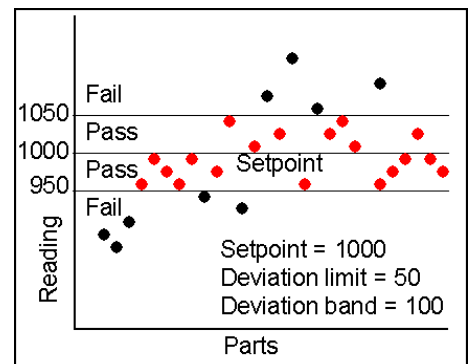 Fail
1050
Pass
1000
Pass
Setpoint
950
Fail
Reading
Setpoint = 1000
Deviation limit = 50
Deviation band = 100
Parts